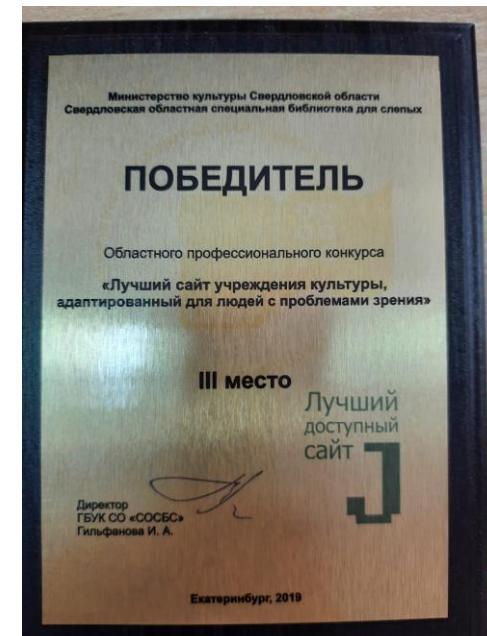 Министерство культуры Свердловской области
Свердловская областная специальная библиотека для слепых
ПОБЕДИТЕЛЬ
Областного профессионального конкурса
«Лучший сайт учреждения культуры,
адаптированный для людей с проблемами зрения»
III место
Лучший
доступный
сайт
Директор
ГБУК СО «СОСБС»
Гильфанова И. А.
Екатеринбург, 2019